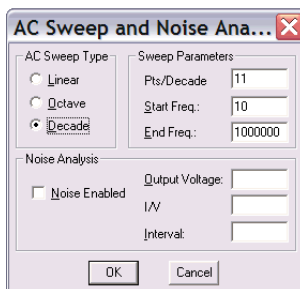 AC Sweep and Noise Ana...
AC Sweep Type
Linear
Octave
Decade
Sweep Parameters
Pts/Decade 11
Start Freq.: 10
End Freq.: 1000000
Noise Analysis
Noise Enabled
Output Voltage:
I/V
Interval:
OK Cancel